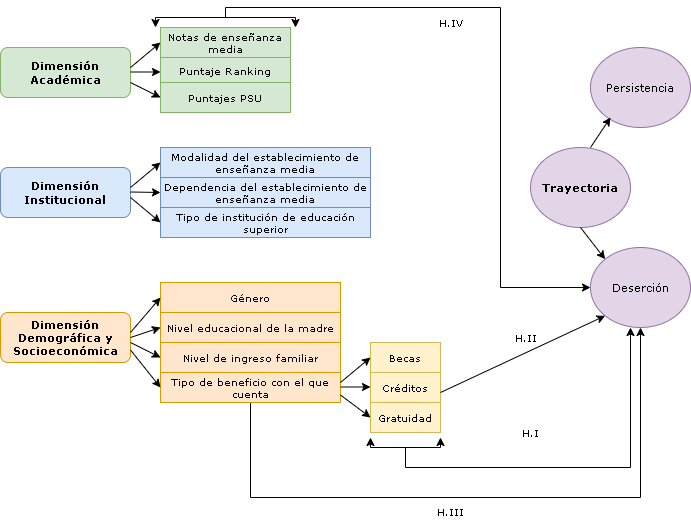 H.IV
Notas de enseñanza
media
Puntaje Ranking
Puntajes PSU
Dimensión
Académica
Persistencia
Trayectoria
Deserción
Modalidad del establecimiento de
enseñanza media
Dependencia del establecimiento de
enseñanza media
Tipo de institución de educación
superior
Dimensión
Institucional
Género
Nivel educacional de la madre
Nivel de ingreso familiar
Tipo de beneficio con el que
cuenta
Dimensión
Demográfica y
Socioeconómica
Becas
Créditos
Gratuidad
H.II
H.I
H.III